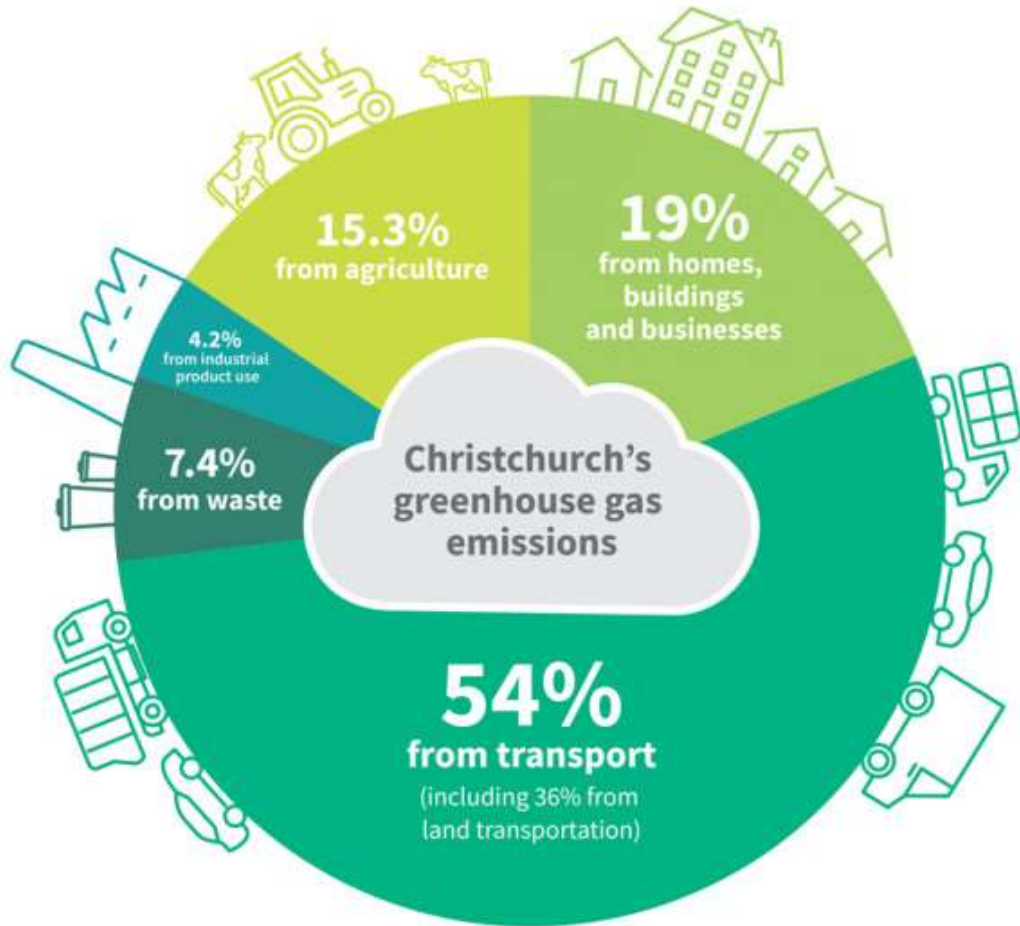 15.3%
from agriculture
19%
from homes,
buildings
and businesses
4.2%
from industrial
product use
7.4%
from waste
Christchurch’s
greenhouse gas
emissions
54%
from transport
(including 36% from
land transportation)